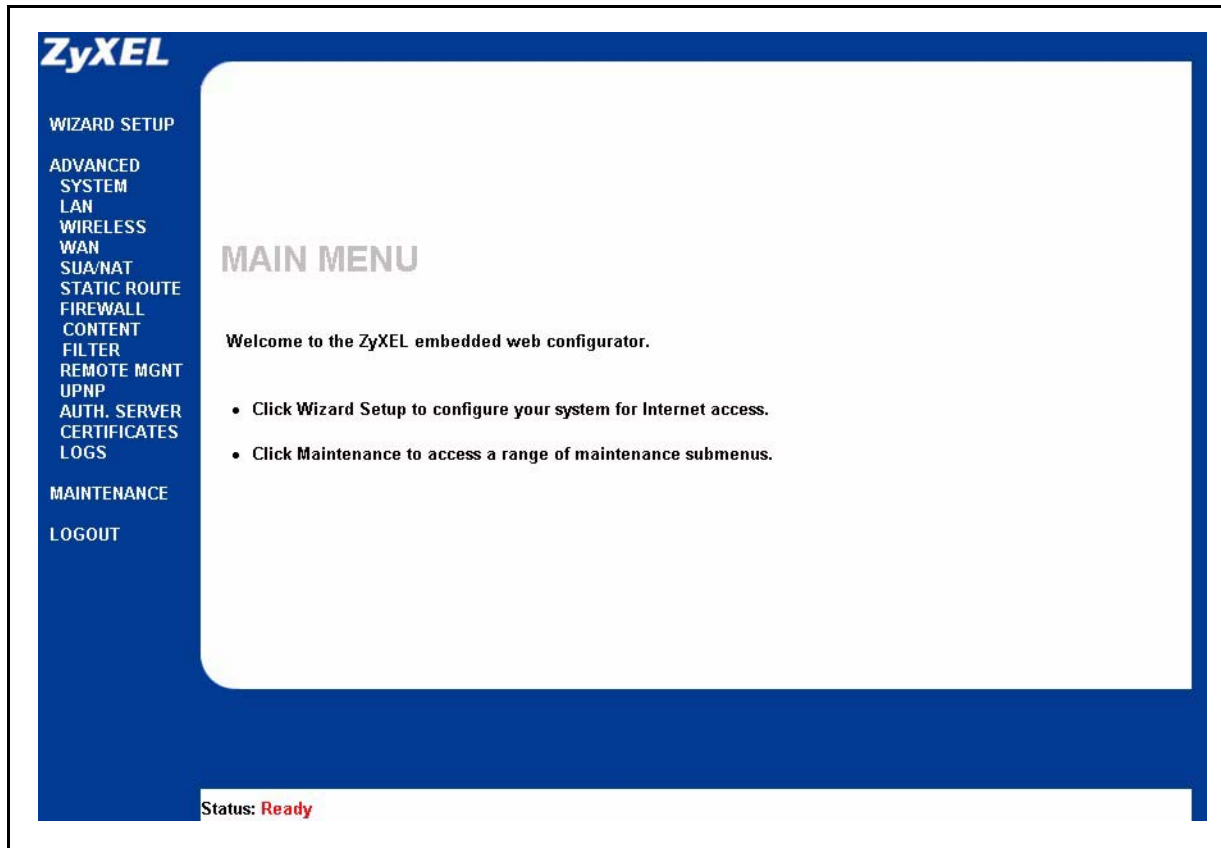 ZyXEL
WIZARD SETUP
ADVANCED
SYSTEM
LAN
WIRELESS
WAN
SUA/NAT
STATIC ROUTE
FIREWALL
CONTENT
FILTER
REMOTE MGNT
UPNP
AUTH. SERVER
CERTIFICATES
LOGS
MAINTENANCE
LOGOUT
MAIN MENU
Welcome to the ZyXEL embedded web configurator.
• Click Wizard Setup to configure your system for Internet access.
• Click Maintenance to access a range of maintenance submenus.
Status: Ready